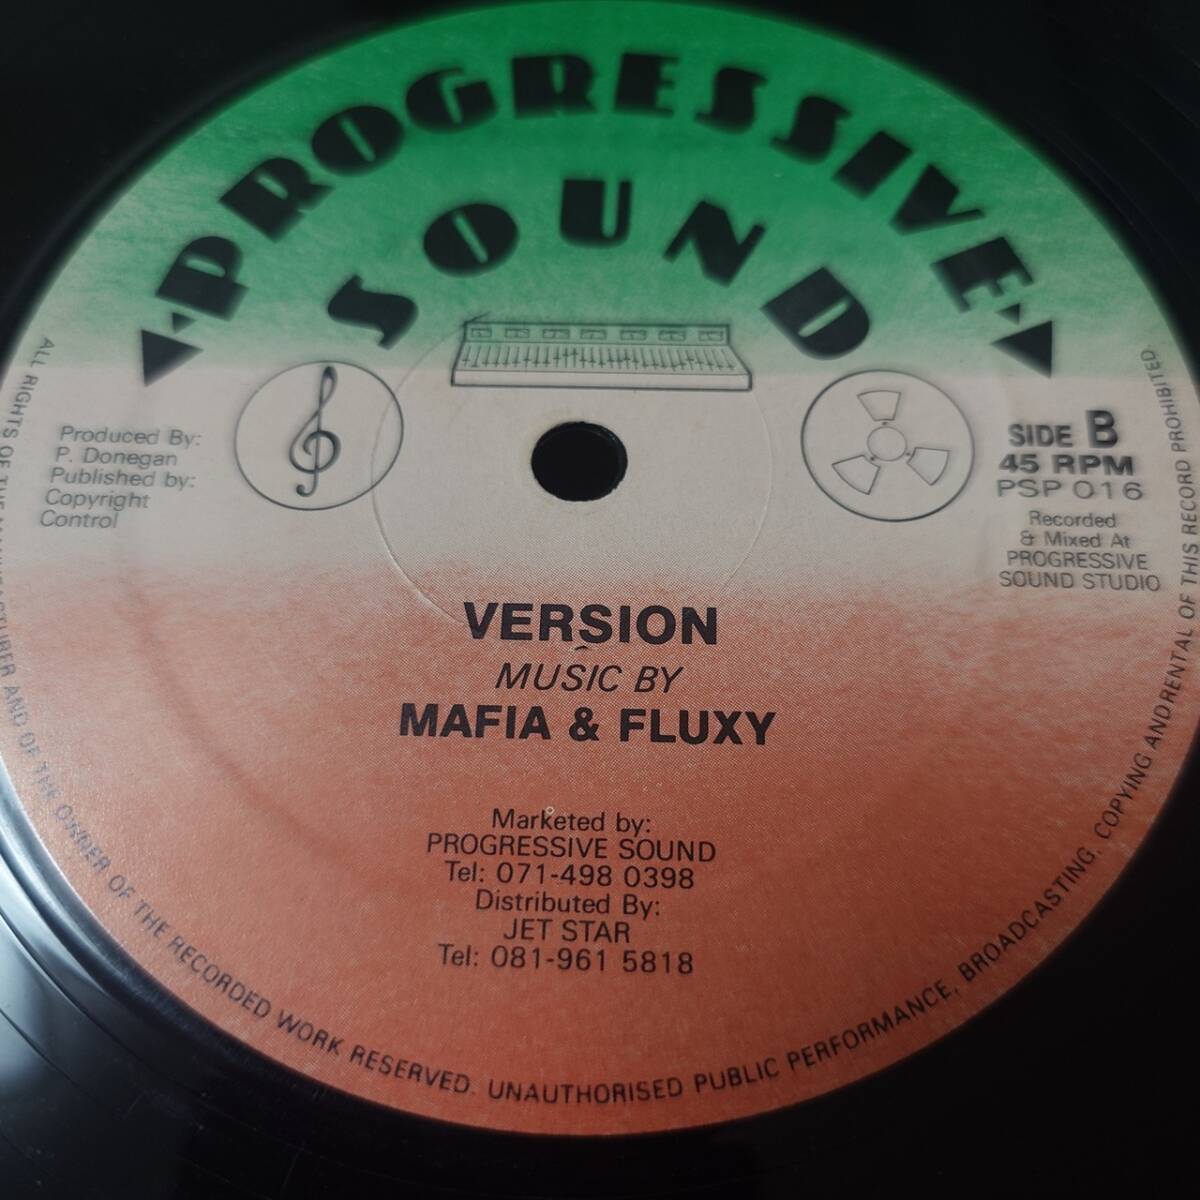 PROGRESSIVE
SOUND
Produced By:
P. Donegan
Published by:
Copyright
Control
SIDE B
45 RPM
PSP 016
Recorded
& Mixed At
PROGRESSIVE
SOUND STUDIO
VERSION
MUSIC BY
MAFIA & FLUXY
Marketed by:
PROGRESSIVE SOUND
Tel: 071-498 0398
Distributed By:
JET STAR
Tel: 081-961 5818
ALL RIGHTS OF THE MANUFACTURER AND OF THE OWNER OF THE RECORDED WORK RESERVED. UNAUTHORISED PUBLIC PERFORMANCE, BROADCASTING, COPYING AND RENTAL OF THIS RECORD PROHIBITED.